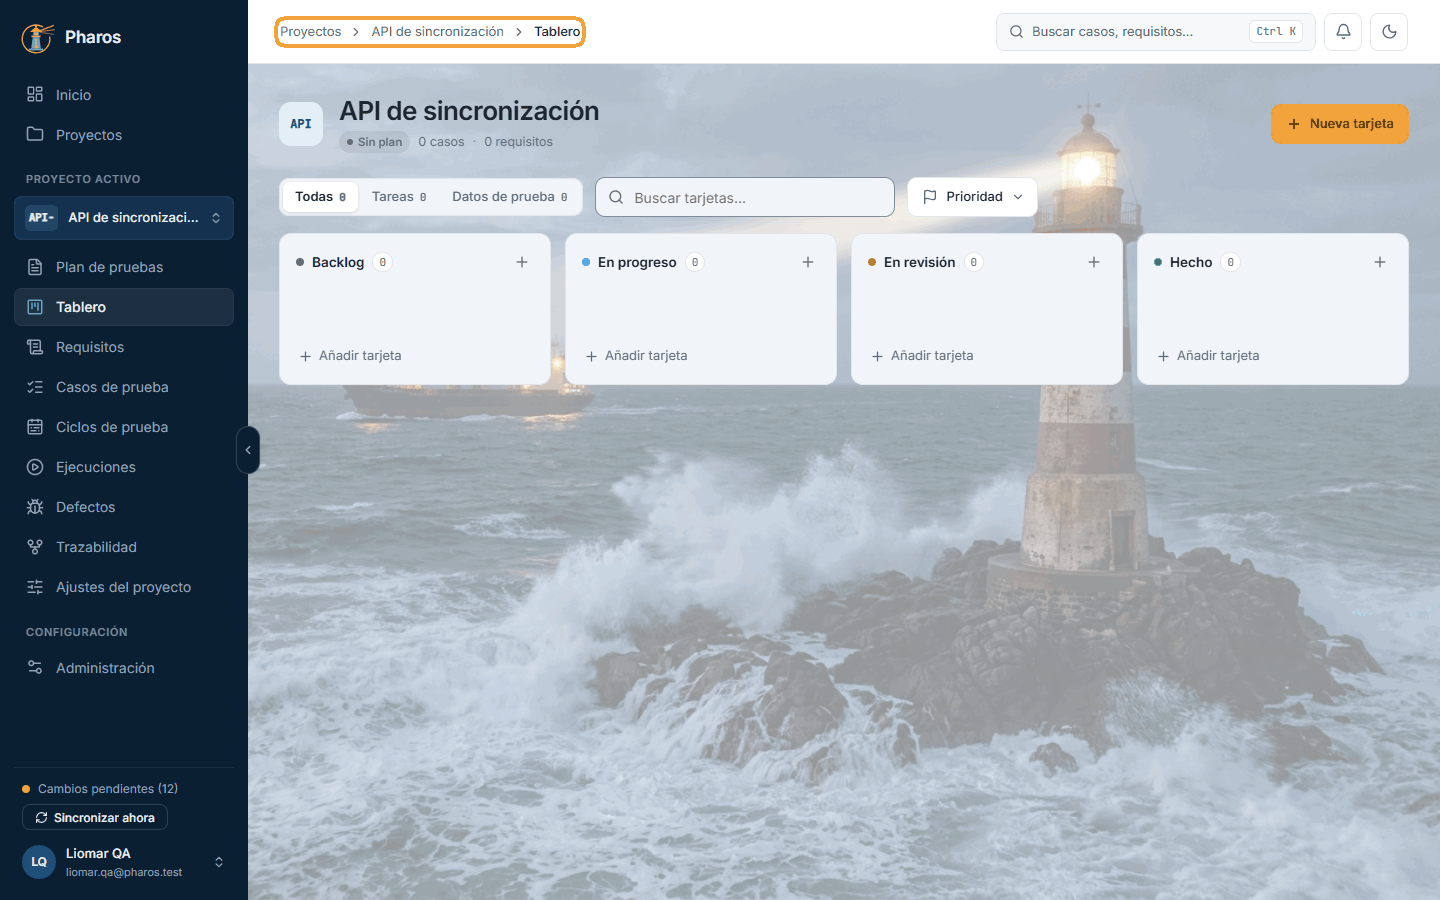 Pharos
Inicio
Proyectos
PROYECTO ACTIVO
API- API de sincronizaci...
Plan de pruebas
Tablero
Requisitos
Casos de prueba
Ciclos de prueba
Ejecuciones
Defectos
Trazabilidad
Ajustes del proyecto
CONFIGURACIÓN
Administración
Cambios pendientes (12)
Sincronizar ahora
LQ
Liomar QA
liomar.qa@pharos.test
Proyectos > API de sincronización > Tablero
Buscar casos, requisitos... Ctrl K
API
API de sincronización
Sin plan 0 casos · 0 requisitos
Nueva tarjeta
Todas 0 Tareas 0 Datos de prueba 0
Buscar tarjetas...
Prioridad
Backlog 0
Añadir tarjeta
En progreso 0
Añadir tarjeta
En revisión 0
Añadir tarjeta
Hecho 0
Añadir tarjeta